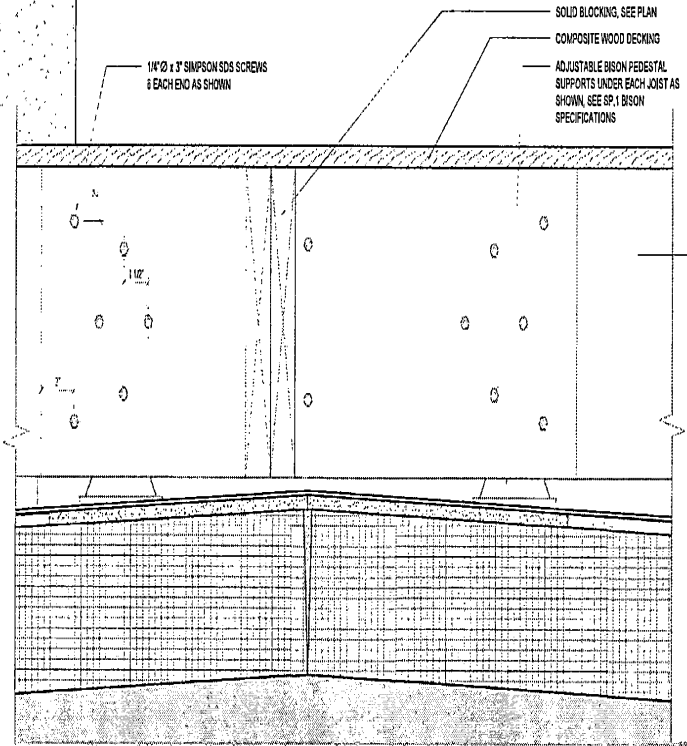 SOLID BLOCKING, SEE PLAN
COMPOSITE WOOD DECKING
1/4"Ø x 3" SIMPSON SDS SCREWS
6 EACH END AS SHOWN
ADJUSTABLE BISON PEDESTAL
SUPPORTS UNDER EACH JOIST AS
SHOWN, SEE SP.1 BISON
SPECIFICATIONS
1 1/2"
2"